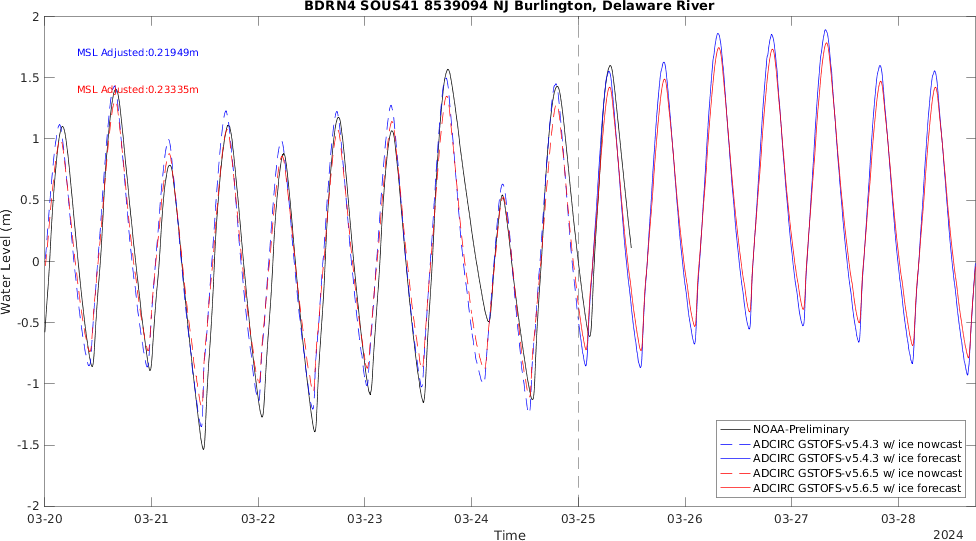 BDRN4 SOUS41 8539094 NJ Burlington, Delaware River
MSL Adjusted:0.21949m
MSL Adjusted:0.23335m
Water Level (m)
2
1.5
1
0.5
0
-0.5
-1
-1.5
-2
NOAA-Preliminary
ADCIRC GSTOFS-v5.4.3 w/ ice nowcast
ADCIRC GSTOFS-v5.4.3 w/ ice forecast
ADCIRC GSTOFS-v5.6.5 w/ ice nowcast
ADCIRC GSTOFS-v5.6.5 w/ ice forecast
03-20 03-21 03-22 03-23 03-24 03-25 03-26 03-27 03-28
Time
2024